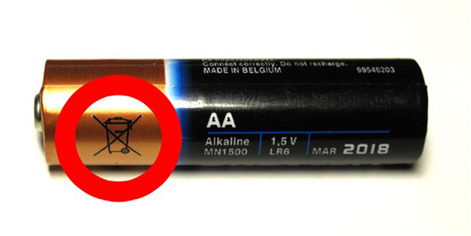 Connect correctly. Do not recharge.
MADE IN BELGIUM 99546203
AA
Alkaline 1,5 V
MN1500 LR6 MAR 2018